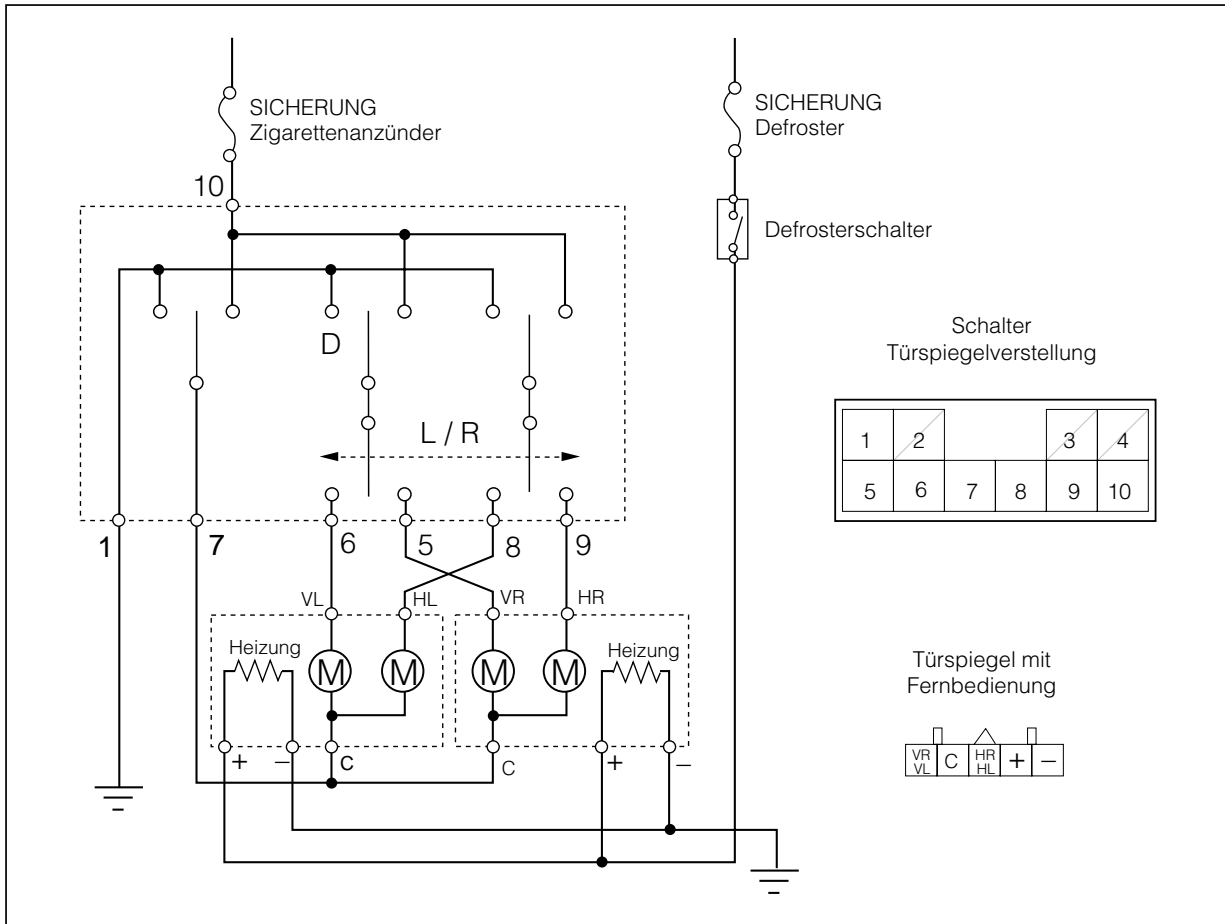 SICHERUNG
Zigarettenanzünder
SICHERUNG
Defroster
10
Defrosterschalter
D
L / R
1
7
6
5
8
9
VL
HL
VR
HR
Heizung
M
M
M
M
Heizung
+
–
c
C
+
–
Schalter
Türspiegelverstellung
1 2 3 4
5 6 7 8 9 10
Türspiegel mit
Fernbedienung
VR C HR + –
VL HL